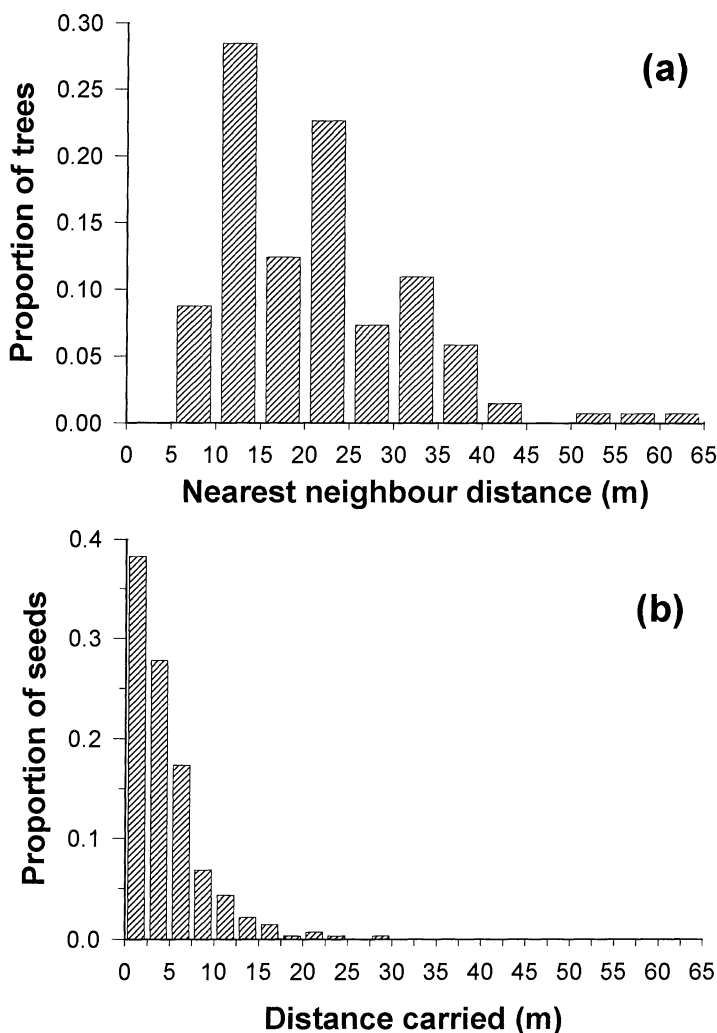 (a)
Proportion of trees
0.30
0.25
0.20
0.15
0.10
0.05
0.00
0 5 10 15 20 25 30 35 40 45 50 55 60 65
Nearest neighbour distance (m)
(b)
Proportion of seeds
0.4
0.3
0.2
0.1
0.0
0 5 10 15 20 25 30 35 40 45 50 55 60 65
Distance carried (m)